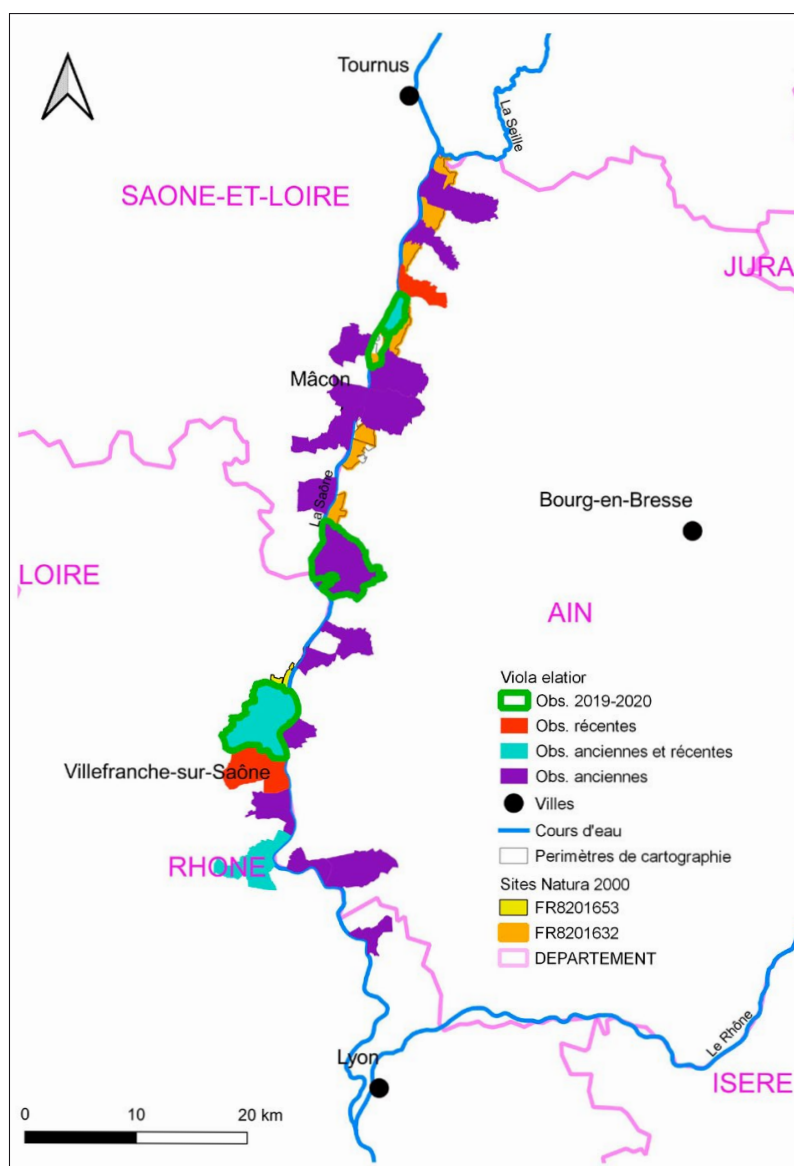 Tournus
La Seille
SAONE-ET-LOIRE
JURA
Mâcon
La Saône
Bourg-en-Bresse
LOIRE
AIN
Viola elatior
Obs. 2019-2020
Obs. récentes
Obs. anciennes et récentes
Obs. anciennes
Villes
Cours d'eau
Perimètres de cartographie
Sites Natura 2000
FR8201653
FR8201632
DEPARTEMENT
Villefranche-sur-Saône
RHONE
Le Rhône
Lyon
ISERE
0 10 20 km